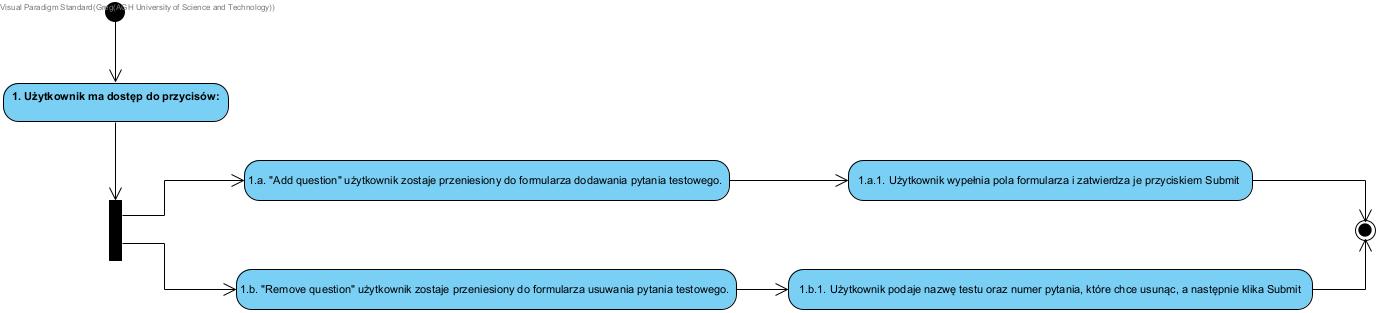 Visual Paradigm Standard(Greg(AGH University of Science and Technology))
1. Użytkownik ma dostęp do przycisów:
1.a. "Add question" użytkownik zostaje przeniesiony do formularza dodawania pytania testowego.
1.a.1. Użytkownik wypełnia pola formularza i zatwierdza je przyciskiem Submit
1.b. "Remove question" użytkownik zostaje przeniesiony do formularza usuwania pytania testowego.
1.b.1. Użytkownik podaje nazwę testu oraz numer pytania, które chce usunąc, a następnie klika Submit